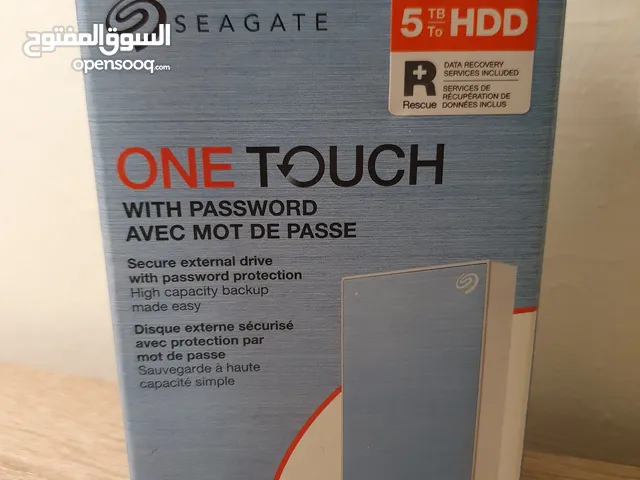 السوق المفتوح
opensooq.com
SEAGATE
5 TB To HDD
DATA RECOVERY
SERVICES INCLUDED
SERVICES DE
RÉCUPÉRATION DE
DONNÉES INCLUS
R
Rescue
ONE TOUCH
WITH PASSWORD
AVEC MOT DE PASSE
Secure external drive
with password protection
High capacity backup
made easy
Disque externe sécurisé
avec protection par
mot de passe
Sauvegarde à haute
capacité simple